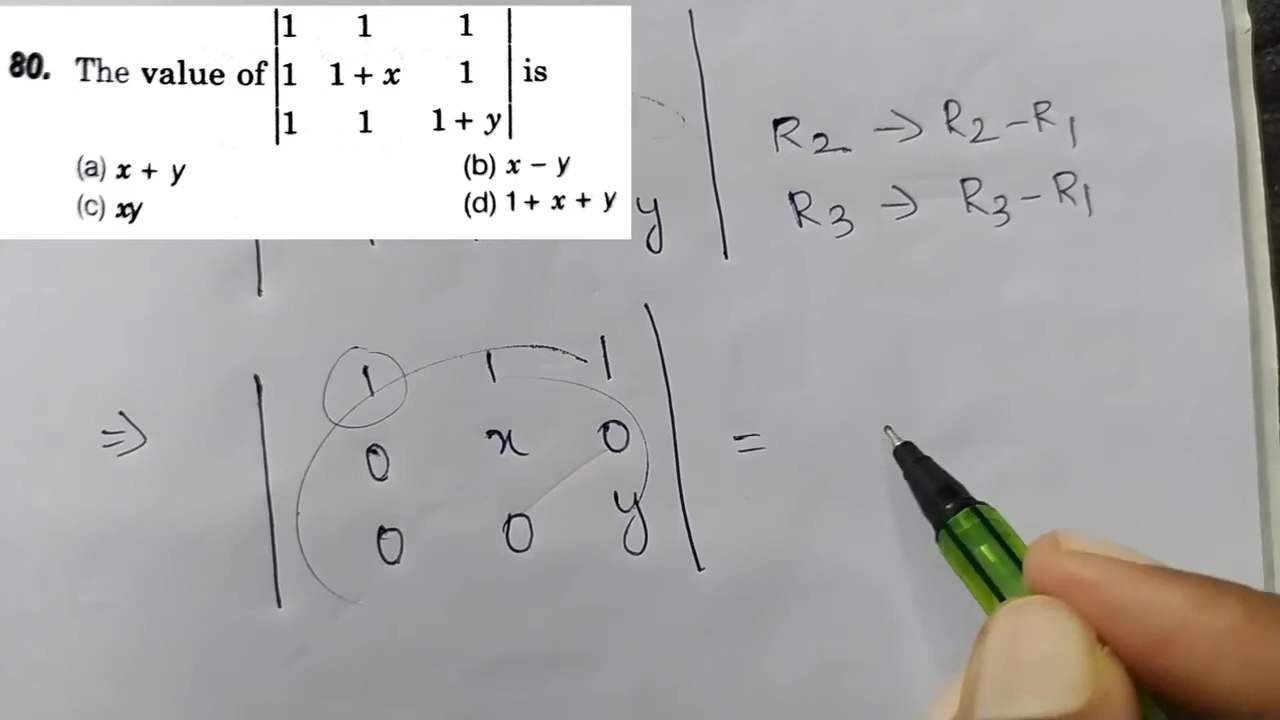 1 1 1
80. The value of 1 1 + x 1 is
1 1 1 + y
(a) x + y (b) x − y
(c) xy (d) 1 + x + y
y
R2 → R2 − R1
R3 → R3 − R1
1 1 1
⇒ 0 x 0 =
0 0 y